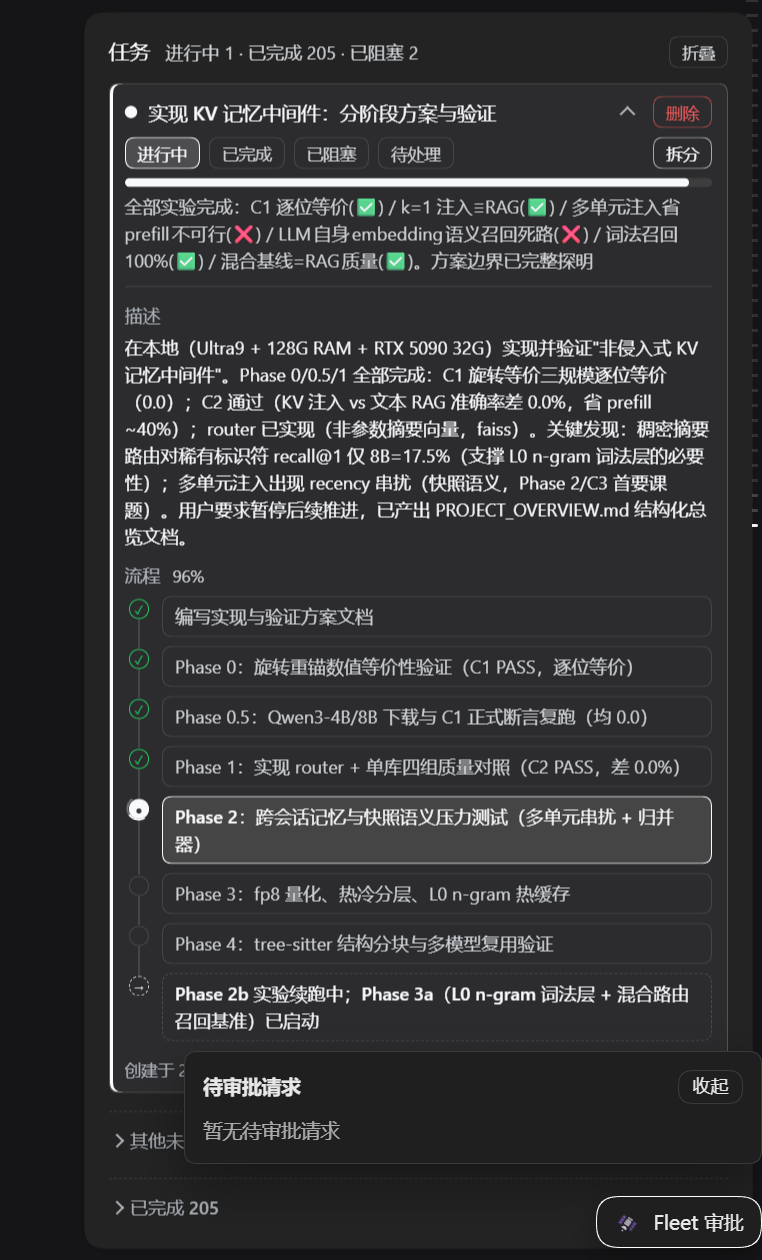 任务 进行中 1 · 已完成 205 · 已阻塞 2 折叠
实现 KV 记忆中间件：分阶段方案与验证 删除
进行中 已完成 已阻塞 待处理 拆分
全部实验完成：C1 逐位等价(✅) / k=1 注入≡RAG(✅) / 多单元注入省
prefill不可行(❌) / LLM自身embedding语义召回死路(❌) / 词法召回
100%(✅) / 混合基线=RAG质量(✅)。方案边界已完整探明
描述
在本地（Ultra9 + 128G RAM + RTX 5090 32G）实现并验证"非侵入式 KV
记忆中间件"。Phase 0/0.5/1 全部完成：C1 旋转等价三规模逐位等价
（0.0）；C2 通过（KV 注入 vs 文本 RAG 准确率差 0.0%，省 prefill
~40%）；router 已实现（非参数摘要向量，faiss）。关键发现：稠密摘要
路由对稀有标识符 recall@1 仅 8B=17.5%（支撑 L0 n-gram 词法层的必要
性）；多单元注入出现 recency 串扰（快照语义，Phase 2/C3 首要课
题）。用户要求暂停后续推进，已产出 PROJECT_OVERVIEW.md 结构化总
览文档。
流程 96%
编写实现与验证方案文档
Phase 0：旋转重锚数值等价性验证（C1 PASS，逐位等价）
Phase 0.5：Qwen3-4B/8B 下载与 C1 正式断言复跑（均 0.0）
Phase 1：实现 router + 单库四组质量对照（C2 PASS，差 0.0%）
Phase 2：跨会话记忆与快照语义压力测试（多单元串扰 + 归并
器）
Phase 3：fp8 量化、热冷分层、L0 n-gram 热缓存
Phase 4：tree-sitter 结构分块与多模型复用验证
Phase 2b 实验续跑中；Phase 3a（L0 n-gram 词法层 + 混合路由
召回基准）已启动
创建于 2
待审批请求 收起
暂无待审批请求
其他未
已完成 205
Fleet 审批